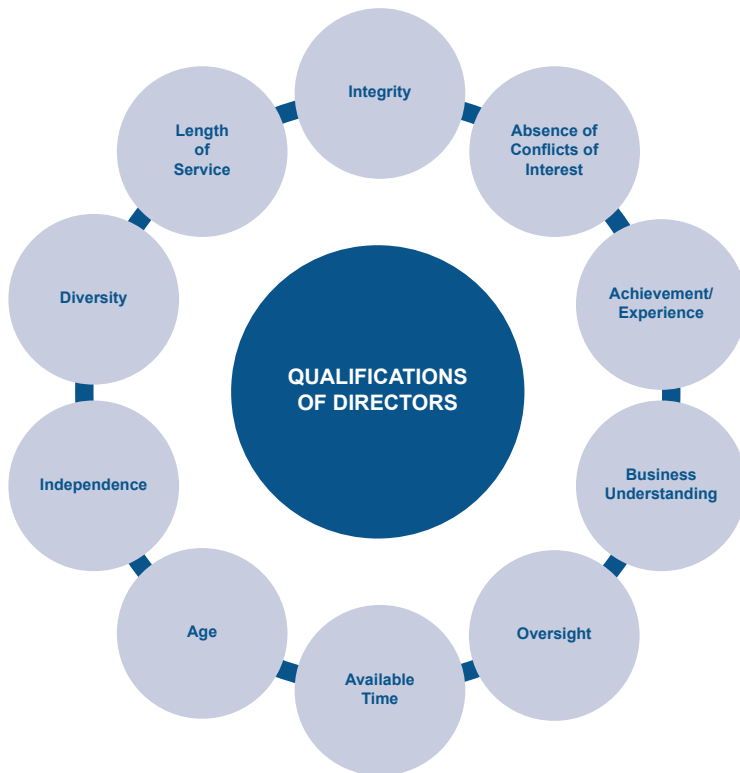 Integrity
Absence of
Conflicts of
Interest
Achievement/
Experience
Business
Understanding
Oversight
Available
Time
Age
Independence
Diversity
Length
of
Service
QUALIFICATIONS
OF DIRECTORS